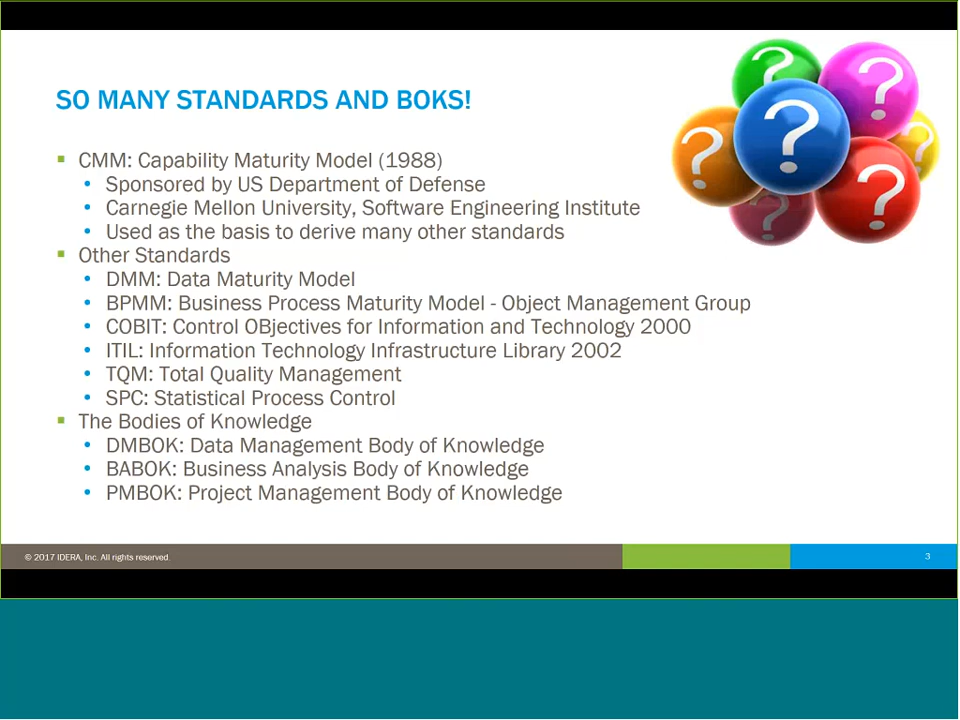 SO MANY STANDARDS AND BOKS!
CMM: Capability Maturity Model (1988)
Sponsored by US Department of Defense
Carnegie Mellon University, Software Engineering Institute
Used as the basis to derive many other standards
Other Standards
DMM: Data Maturity Model
BPMM: Business Process Maturity Model - Object Management Group
COBIT: Control OBjectives for Information and Technology 2000
ITIL: Information Technology Infrastructure Library 2002
TQM: Total Quality Management
SPC: Statistical Process Control
The Bodies of Knowledge
DMBOK: Data Management Body of Knowledge
BABOK: Business Analysis Body of Knowledge
PMBOK: Project Management Body of Knowledge
? ? ? ? ? ? ?
© 2017 IDERA, Inc. All rights reserved.
3